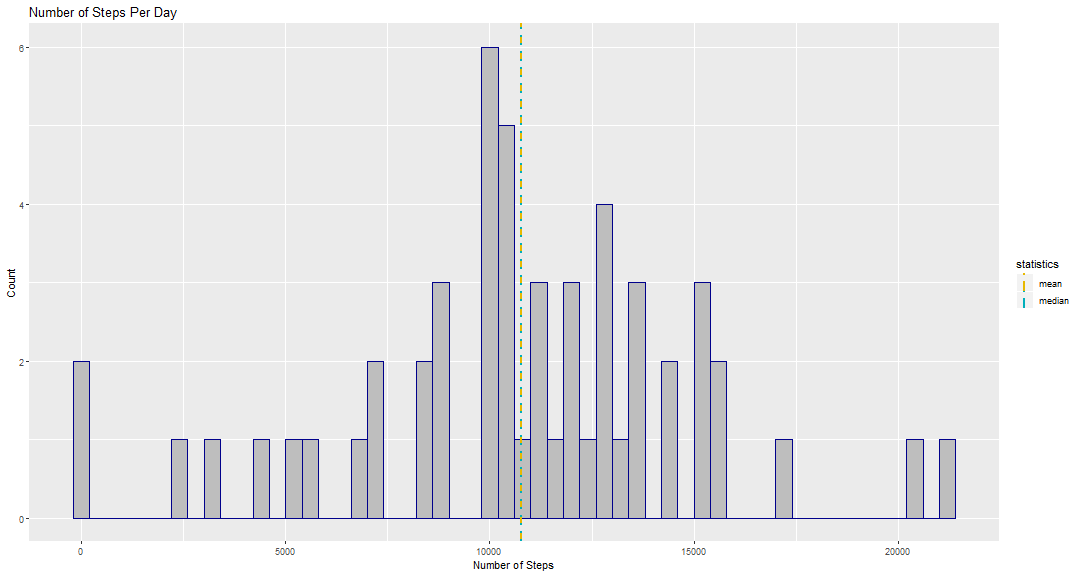 Number of Steps Per Day
6
4
2
0
Count
0
5000
10000
15000
20000
Number of Steps
statistics
mean
median